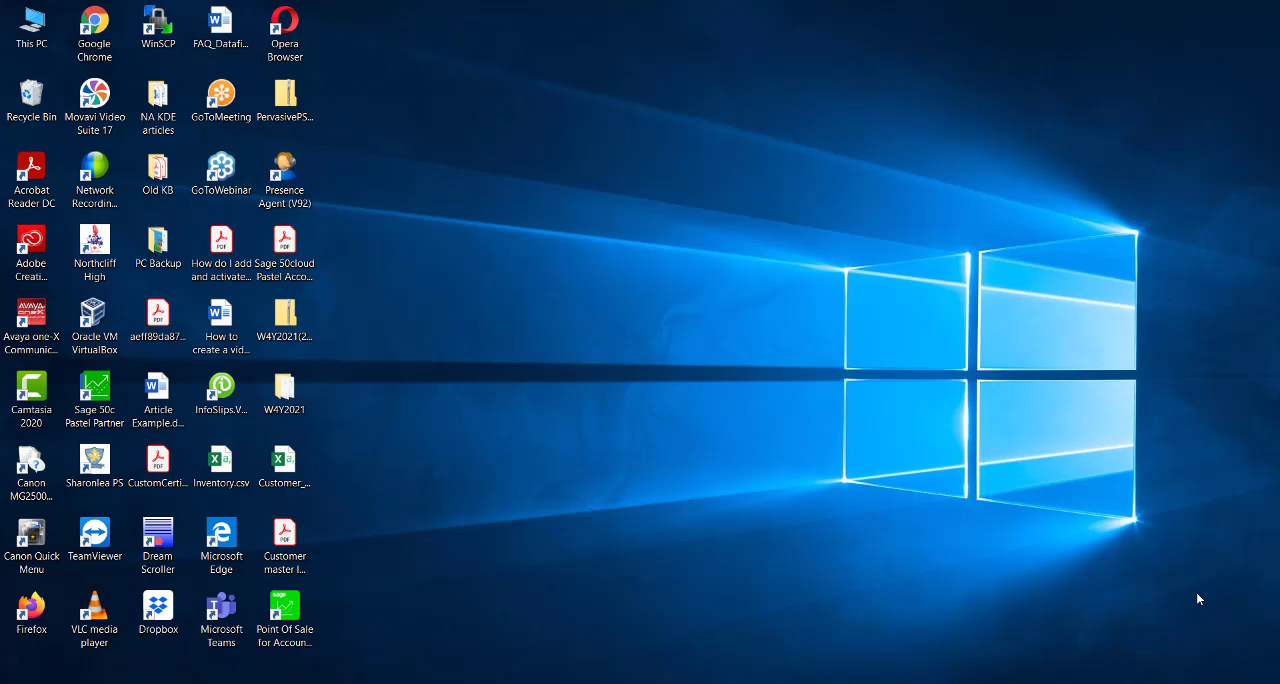 This PC
Google
Chrome
WinSCP
FAQ_Datafi...
Opera
Browser
Recycle Bin
Movavi Video
Suite 17
NA KDE
articles
GoToMeeting
PervasivePS...
Acrobat
Reader DC
Network
Recordin...
Old KB
GoToWebinar
Presence
Agent (V92)
Adobe
Creati...
Northcliff
High
PC Backup
How do I add
and activate...
Sage 50cloud
Pastel Acco...
Avaya one-X
Communic...
Oracle VM
VirtualBox
aeff89da87...
How to
create a vid...
W4Y2021(2...
Camtasia
2020
Sage 50c
Pastel Partner
Article
Example.d...
InfoSlips.V...
W4Y2021
Canon
MG2500...
Sharonlea PS
CustomCerti...
Inventory.csv
Customer_...
Canon Quick
Menu
TeamViewer
Dream
Scroller
Microsoft
Edge
Customer
master l...
Firefox
VLC media
player
Dropbox
Microsoft
Teams
Point Of Sale
for Accoun...